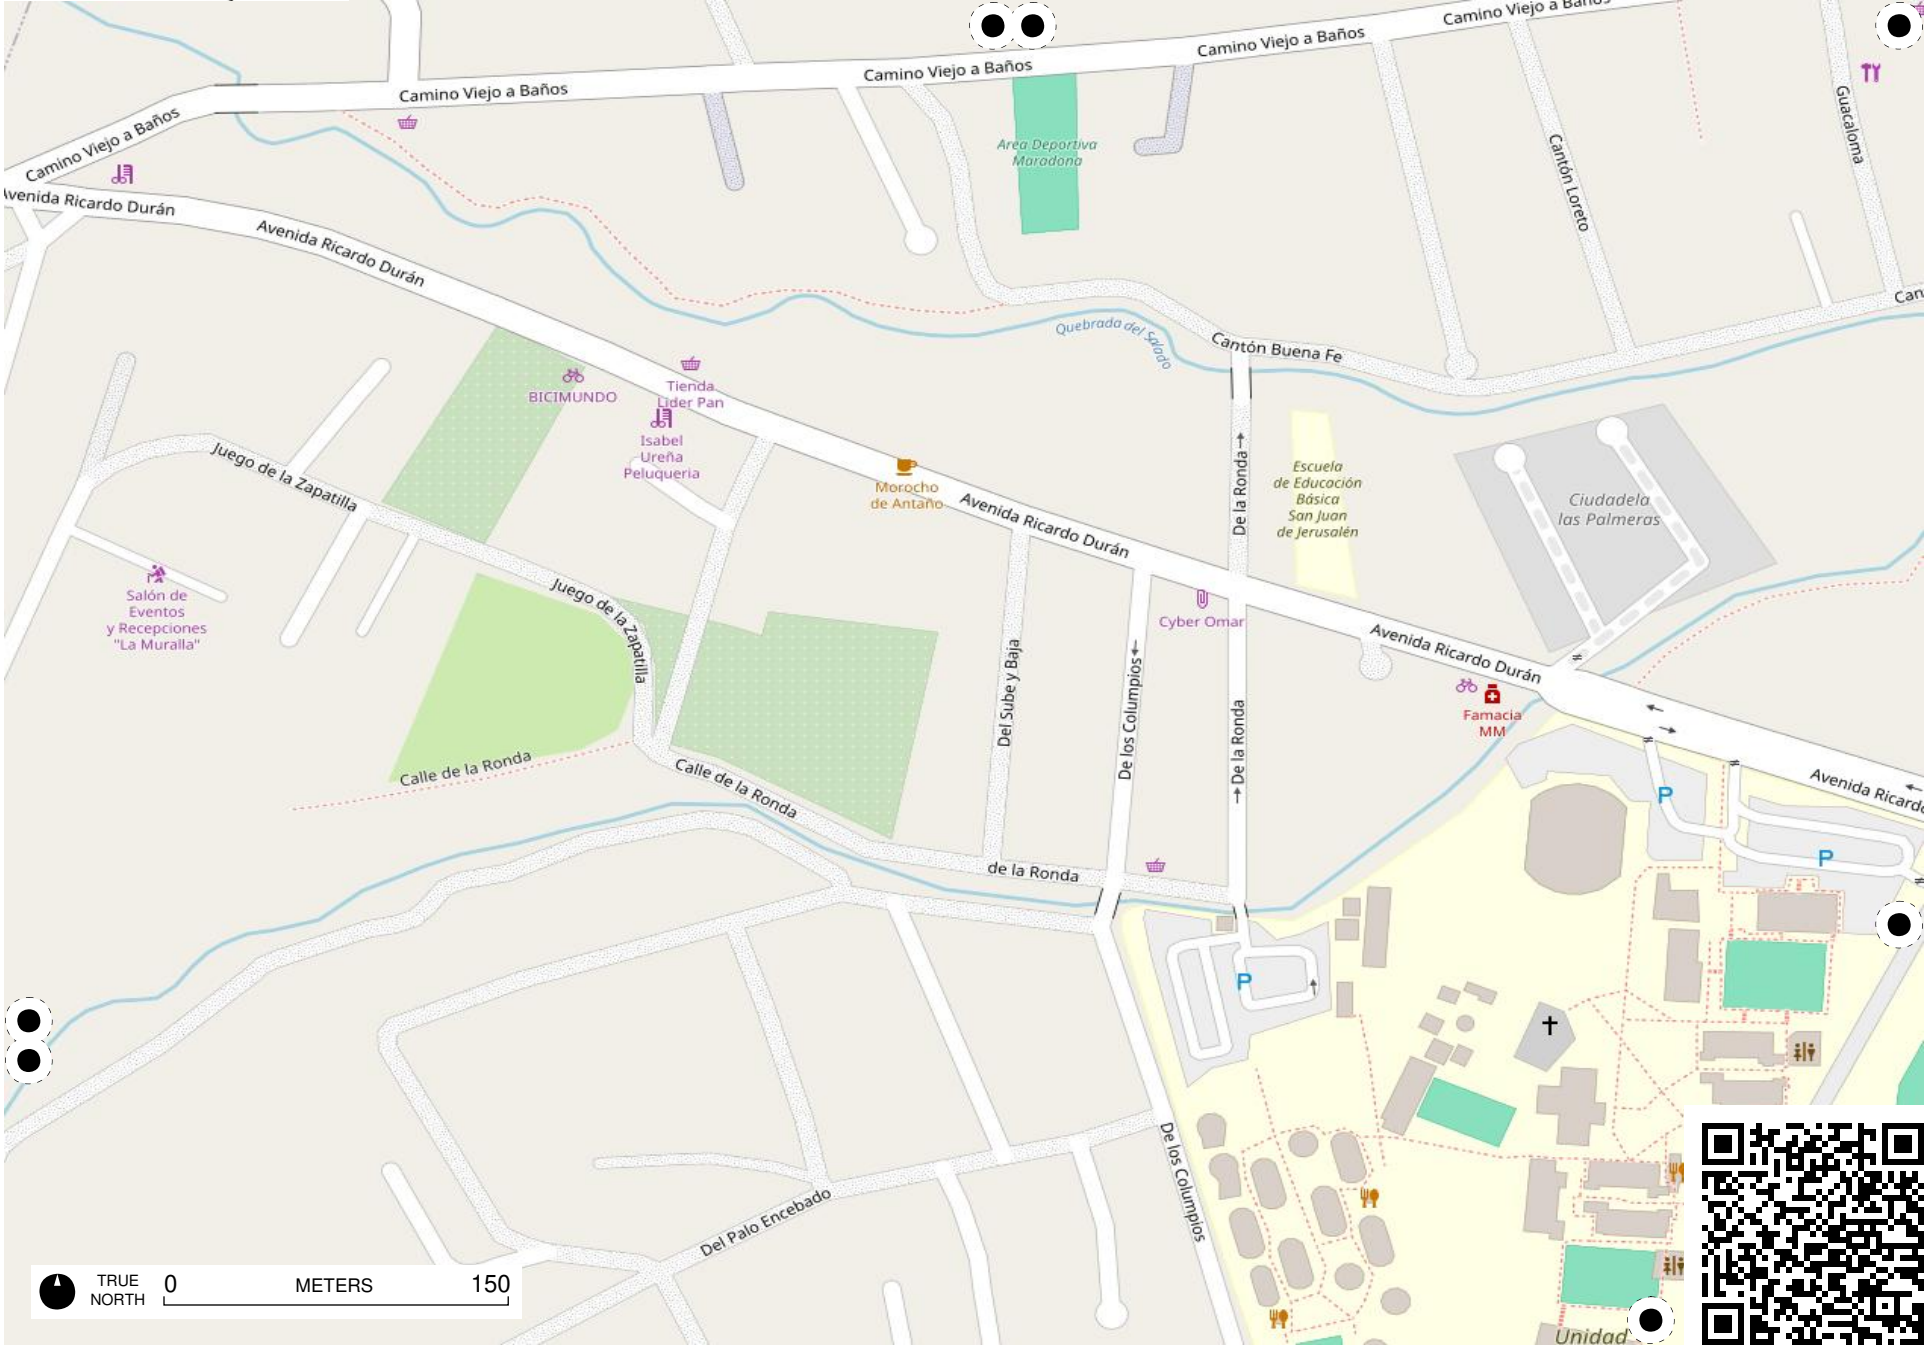 Camino Viejo a Baños
Camino Viejo a Baños
Camino Viejo a Baños
Camino Viejo a Baños
Camino Viejo a Baños
Guacaloma
Cantón Loreto
Area Deportiva
Maradona
Avenida Ricardo Durán
Avenida Ricardo Durán
Can
Quebrada del Salado
Cantón Buena Fe
Tienda
Lider Pan
BICIMUNDO
Isabel
Ureña
Peluqueria
Juego de la Zapatilla
Morocho
de Antaño
Avenida Ricardo Durán
De la Ronda
Escuela
de Educación
Básica
San Juan
de Jerusalén
Ciudadela
las Palmeras
Salón de
Eventos
y Recepciones
"La Muralla"
Juego de la Zapatilla
Cyber Omar
Avenida Ricardo Durán
Del Sube y Baja
De los Columpios
De la Ronda
Famacia
MM
Calle de la Ronda
Calle de la Ronda
P
Avenida Ricardo
P
de la Ronda
P
De los Columpios
Del Palo Encebado
TRUE
NORTH
0 METERS 150
Unidad